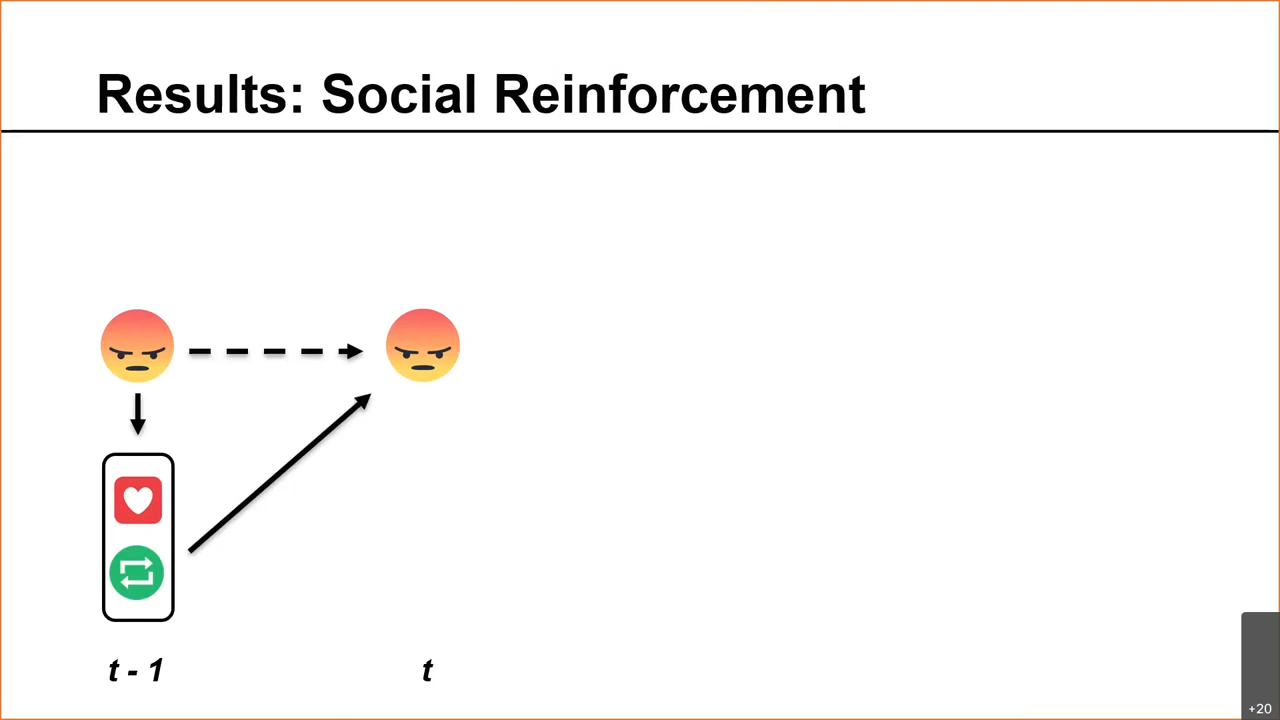 Results: Social Reinforcement
t - 1
t
+20